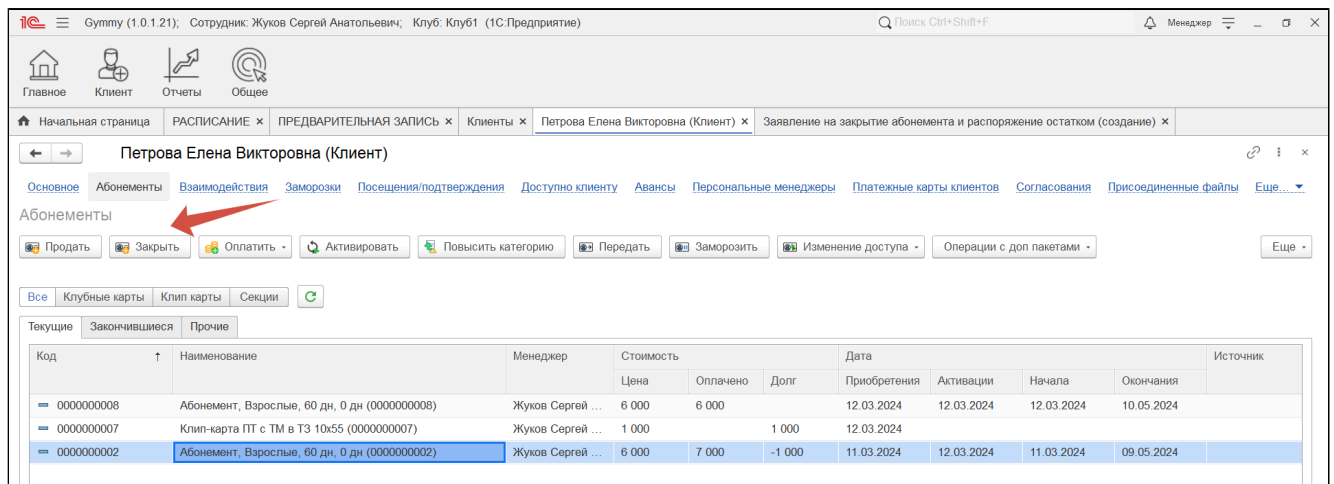 1С Gymmy (1.0.1.21); Сотрудник: Жуков Сергей Анатольевич; Клуб: Клуб1 (1С:Предприятие) Поиск Ctrl+Shift+F Менеджер
Главное Клиент Отчеты Общее
Начальная страница РАСПИСАНИЕ × ПРЕДВАРИТЕЛЬНАЯ ЗАПИСЬ × Клиенты × Петрова Елена Викторовна (Клиент) × Заявление на закрытие абонемента и распоряжение остатком (создание) ×
Петрова Елена Викторовна (Клиент)
Основное Абонементы Взаимодействия Заморозки Посещения/подтверждения Доступно клиенту Авансы Персональные менеджеры Платежные карты клиентов Согласования Присоединенные файлы Еще...
Абонементы
Продать Закрыть Оплатить Активировать Повысить категорию Передать Заморозить Изменение доступа Операции с доп пакетами Еще
Все Клубные карты Клип карты Секции
Текущие Закончившиеся Прочие
Код ↑ Наименование Менеджер Стоимость Дата Источник
Цена Оплачено Долг Приобретения Активации Начала Окончания
0000000008 Абонемент, Взрослые, 60 дн, 0 дн (0000000008) Жуков Сергей ... 6 000 6 000 12.03.2024 12.03.2024 12.03.2024 10.05.2024
0000000007 Клип-карта ПТ с ТМ в ТЗ 10х55 (0000000007) Жуков Сергей ... 1 000 1 000 12.03.2024
0000000002 Абонемент, Взрослые, 60 дн, 0 дн (0000000002) Жуков Сергей ... 6 000 7 000 -1 000 11.03.2024 12.03.2024 11.03.2024 09.05.2024